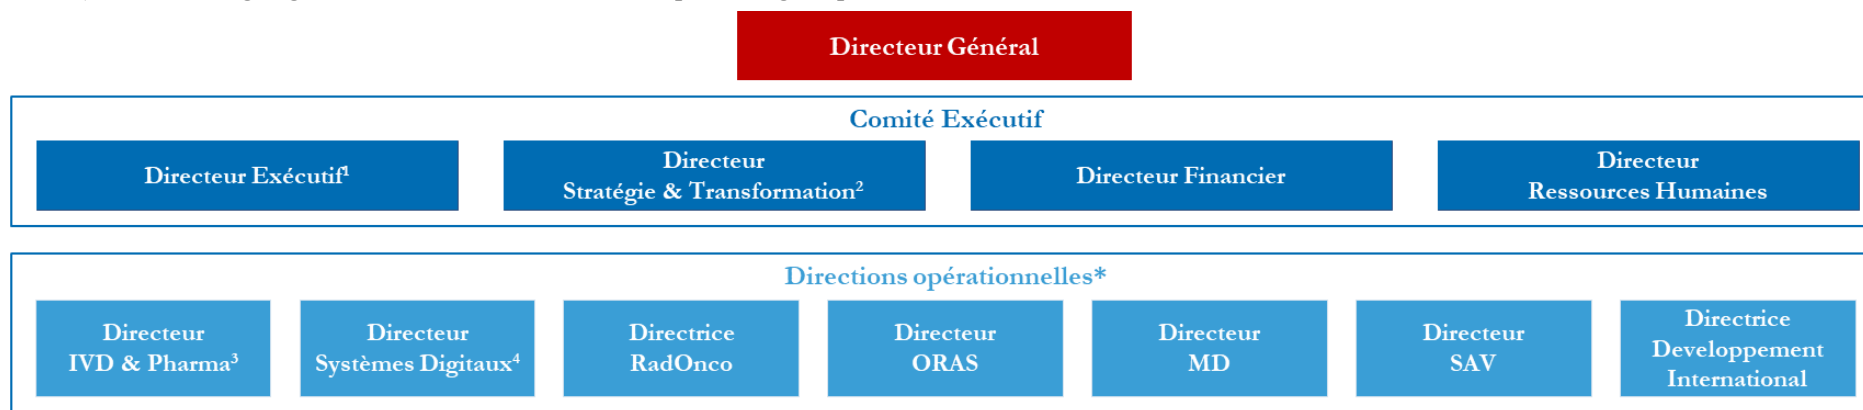 Directeur Général
Comité Exécutif
Directeur Exécutif¹
Directeur
Stratégie & Transformation²
Directeur Financier
Directeur
Ressources Humaines
Directions opérationnelles*
Directeur
IVD & Pharma³
Directeur
Systèmes Digitaux⁴
Directrice
RadOnco
Directeur
ORAS
Directeur
MD
Directeur
SAV
Directrice
Developpement
International